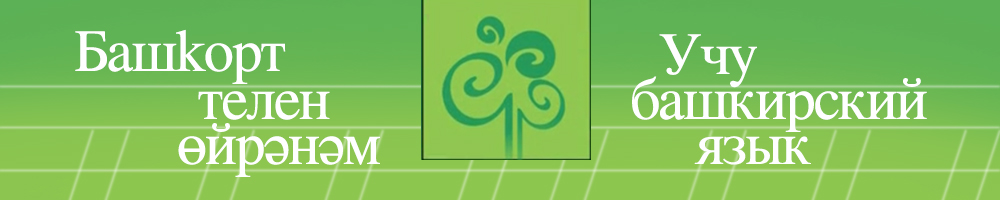 Башҡорт
телен
өйрәнәм
Учу
башкирский
язык